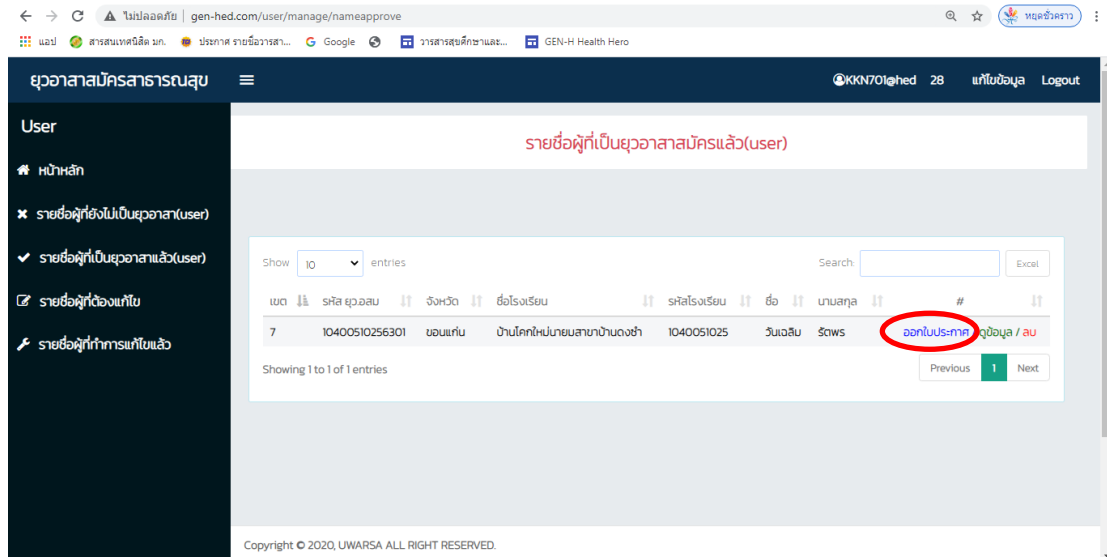 ไม่ปลอดภัย | gen-hed.com/user/manage/nameapprove หยุดชั่วคราว
แอป สารสนเทศนิสิต มก. ประกาศ รายชื่อวารสา... Google วารสารสุขศึกษาและ... GEN-H Health Hero
ยุวอาสาสมัครสาธารณสุข KKN701@hed 28 แก้ไขข้อมูล Logout
User
รายชื่อผู้ที่เป็นยุวอาสาสมัครแล้ว(user)
หน้าหลัก
รายชื่อผู้ที่ยังไม่เป็นยุวอาสา(user)
รายชื่อผู้ที่เป็นยุวอาสาแล้ว(user)
รายชื่อผู้ที่ต้องแก้ไข
รายชื่อผู้ที่ทำการแก้ไขแล้ว
Show 10 entries Search: Excel
เขต รหัส ยุว.อสม จังหวัด ชื่อโรงเรียน รหัสโรงเรียน ชื่อ นามสกุล #
7 10400510256301 ขอนแก่น บ้านโคกใหม่นายมสาขาบ้านดงซำ 1040051025 วันเฉลิม รัตพร ออกใบประกาศ / ดูข้อมูล / ลบ
Showing 1 to 1 of 1 entries Previous 1 Next
Copyright © 2020, UWARSA ALL RIGHT RESERVED.